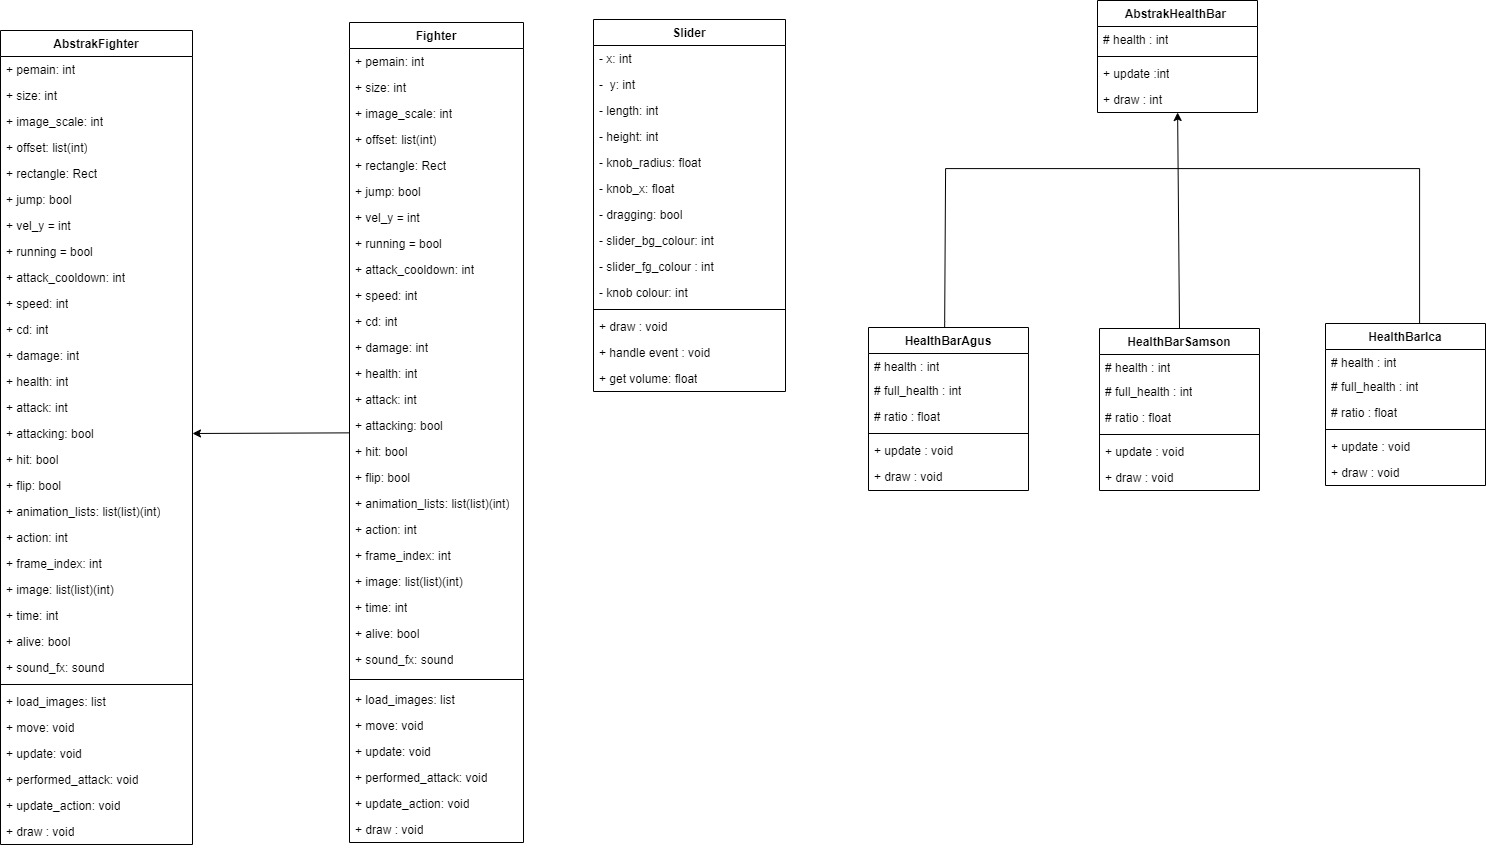 AbstrakFighter
+ pemain: int
+ size: int
+ image_scale: int
+ offset: list(int)
+ rectangle: Rect
+ jump: bool
+ vel_y = int
+ running = bool
+ attack_cooldown: int
+ speed: int
+ cd: int
+ damage: int
+ health: int
+ attack: int
+ attacking: bool
+ hit: bool
+ flip: bool
+ animation_lists: list(list)(int)
+ action: int
+ frame_index: int
+ image: list(list)(int)
+ time: int
+ alive: bool
+ sound_fx: sound
+ load_images: list
+ move: void
+ update: void
+ performed_attack: void
+ update_action: void
+ draw : void
Fighter
+ pemain: int
+ size: int
+ image_scale: int
+ offset: list(int)
+ rectangle: Rect
+ jump: bool
+ vel_y = int
+ running = bool
+ attack_cooldown: int
+ speed: int
+ cd: int
+ damage: int
+ health: int
+ attack: int
+ attacking: bool
+ hit: bool
+ flip: bool
+ animation_lists: list(list)(int)
+ action: int
+ frame_index: int
+ image: list(list)(int)
+ time: int
+ alive: bool
+ sound_fx: sound
+ load_images: list
+ move: void
+ update: void
+ performed_attack: void
+ update_action: void
+ draw : void
Slider
- x: int
- y: int
- length: int
- height: int
- knob_radius: float
- knob_x: float
- dragging: bool
- slider_bg_colour: int
- slider_fg_colour : int
- knob colour: int
+ draw : void
+ handle event : void
+ get volume: float
AbstrakHealthBar
# health : int
+ update :int
+ draw : int
HealthBarAgus
# health : int
# full_health : int
# ratio : float
+ update : void
+ draw : void
HealthBarSamson
# health : int
# full_health : int
# ratio : float
+ update : void
+ draw : void
HealthBarIca
# health : int
# full_health : int
# ratio : float
+ update : void
+ draw : void